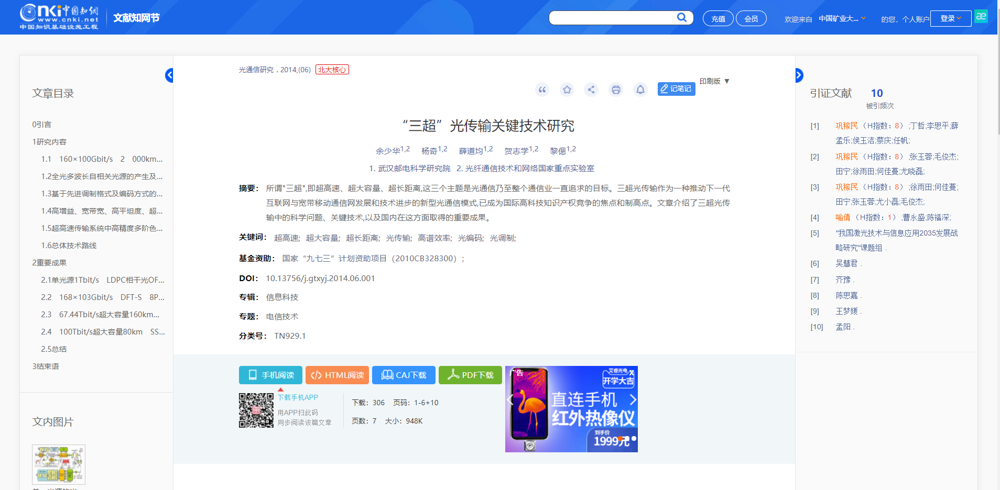 Cnki中国知网
www.cnki.net
中国知识基础设施工程
文献知网节
充值
会员
欢迎来自
中国矿业大...
的您，个人账户
登录
æ
文章目录
0引言
1研究内容
1.1 160×100Gbit/s 2 000km...
1.2全光多波长自相关光源的产生及...
1.3基于先进调制格式及编码方式的...
1.4高增益、宽带宽、高平坦度、超...
1.5超高速传输系统中高精度多阶色...
1.6总体技术路线
2重要成果
2.1单光源1Tbit/s LDPC相干光OF...
2.2 168×103Gbit/s DFT-S 8P...
2.3 67.44Tbit/s超大容量160km...
2.4 100Tbit/s超大容量80km SS...
2.5总结
3结束语
文内图片
光通信研究 . 2014,(06) 北大核心
记笔记
印刷版 ▼
“三超”光传输关键技术研究
余少华1,2 杨奇1,2 薛道均1,2 贺志学1,2 黎偲1,2
1. 武汉邮电科学研究院 2. 光纤通信技术和网络国家重点实验室
摘要： 所谓"三超",即超高速、超大容量、超长距离,这三个主题是光通信乃至整个通信业一直追求的目标。三超光传输作为一种推动下一代
互联网与宽带移动通信网发展和技术进步的新型光通信模式,已成为国际高科技知识产权竞争的焦点和制高点。文章介绍了三超光传
输中的科学问题、关键技术,以及国内在这方面取得的重要成果。
关键词： 超高速; 超大容量; 超长距离; 光传输; 高谱效率; 光编码; 光调制;
基金资助： 国家“九七三”计划资助项目（2010CB328300）;
DOI： 10.13756/j.gtxyj.2014.06.001
专辑： 信息科技
专题： 电信技术
分类号： TN929.1
手机阅读
HTML阅读
CAJ下载
PDF下载
下载手机APP
用APP扫此码
同步阅读该篇文章
下载：306 页码：1-6+10
页数：7 大小：948K
广告
艾睿光电
X
开学大吉
直连手机
红外热像仪
到手价
1999元
引证文献
10
被引频次
[1] 巩稼民（H指数：8）;丁哲;李思平;薛
孟乐;侯玉洁;蔡庆;任帆;
[2] 巩稼民（H指数：8）;张玉蓉;毛俊杰;
田宁;徐雨田;何佳蔓;尤晓磊;
[3] 巩稼民（H指数：8）;徐雨田;何佳蔓;
田宁;张玉蓉;尤小磊;毛俊杰;
[4] 喻倩（H指数：1）;曹永盛;陈福深;
[5] "我国激光技术与信息应用2035发展战
略研究"课题组 .
[6] 吴慧君 .
[7] 齐豫 .
[8] 陈思嘉 .
[9] 王梦媛 .
[10] 孟阳 .